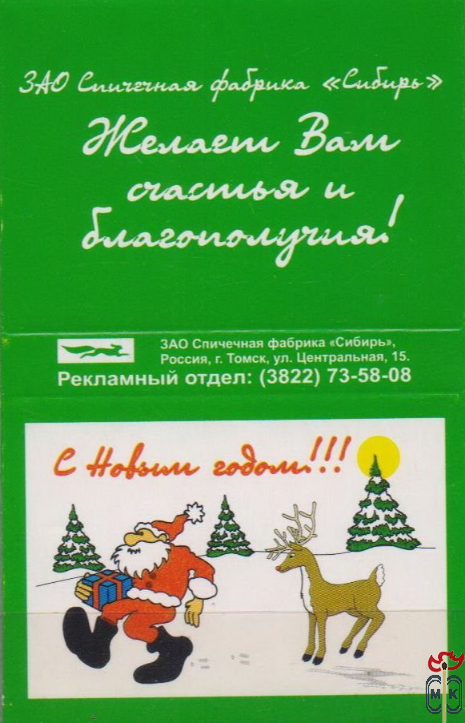 ЗАО Спичечная фабрика «Сибирь»
Желает Вам
счастья и
благополучия!
ЗАО Спичечная фабрика «Сибирь»,
Россия, г. Томск, ул. Центральная, 15.
Рекламный отдел: (3822) 73-58-08
С Новым годом!!!
М К